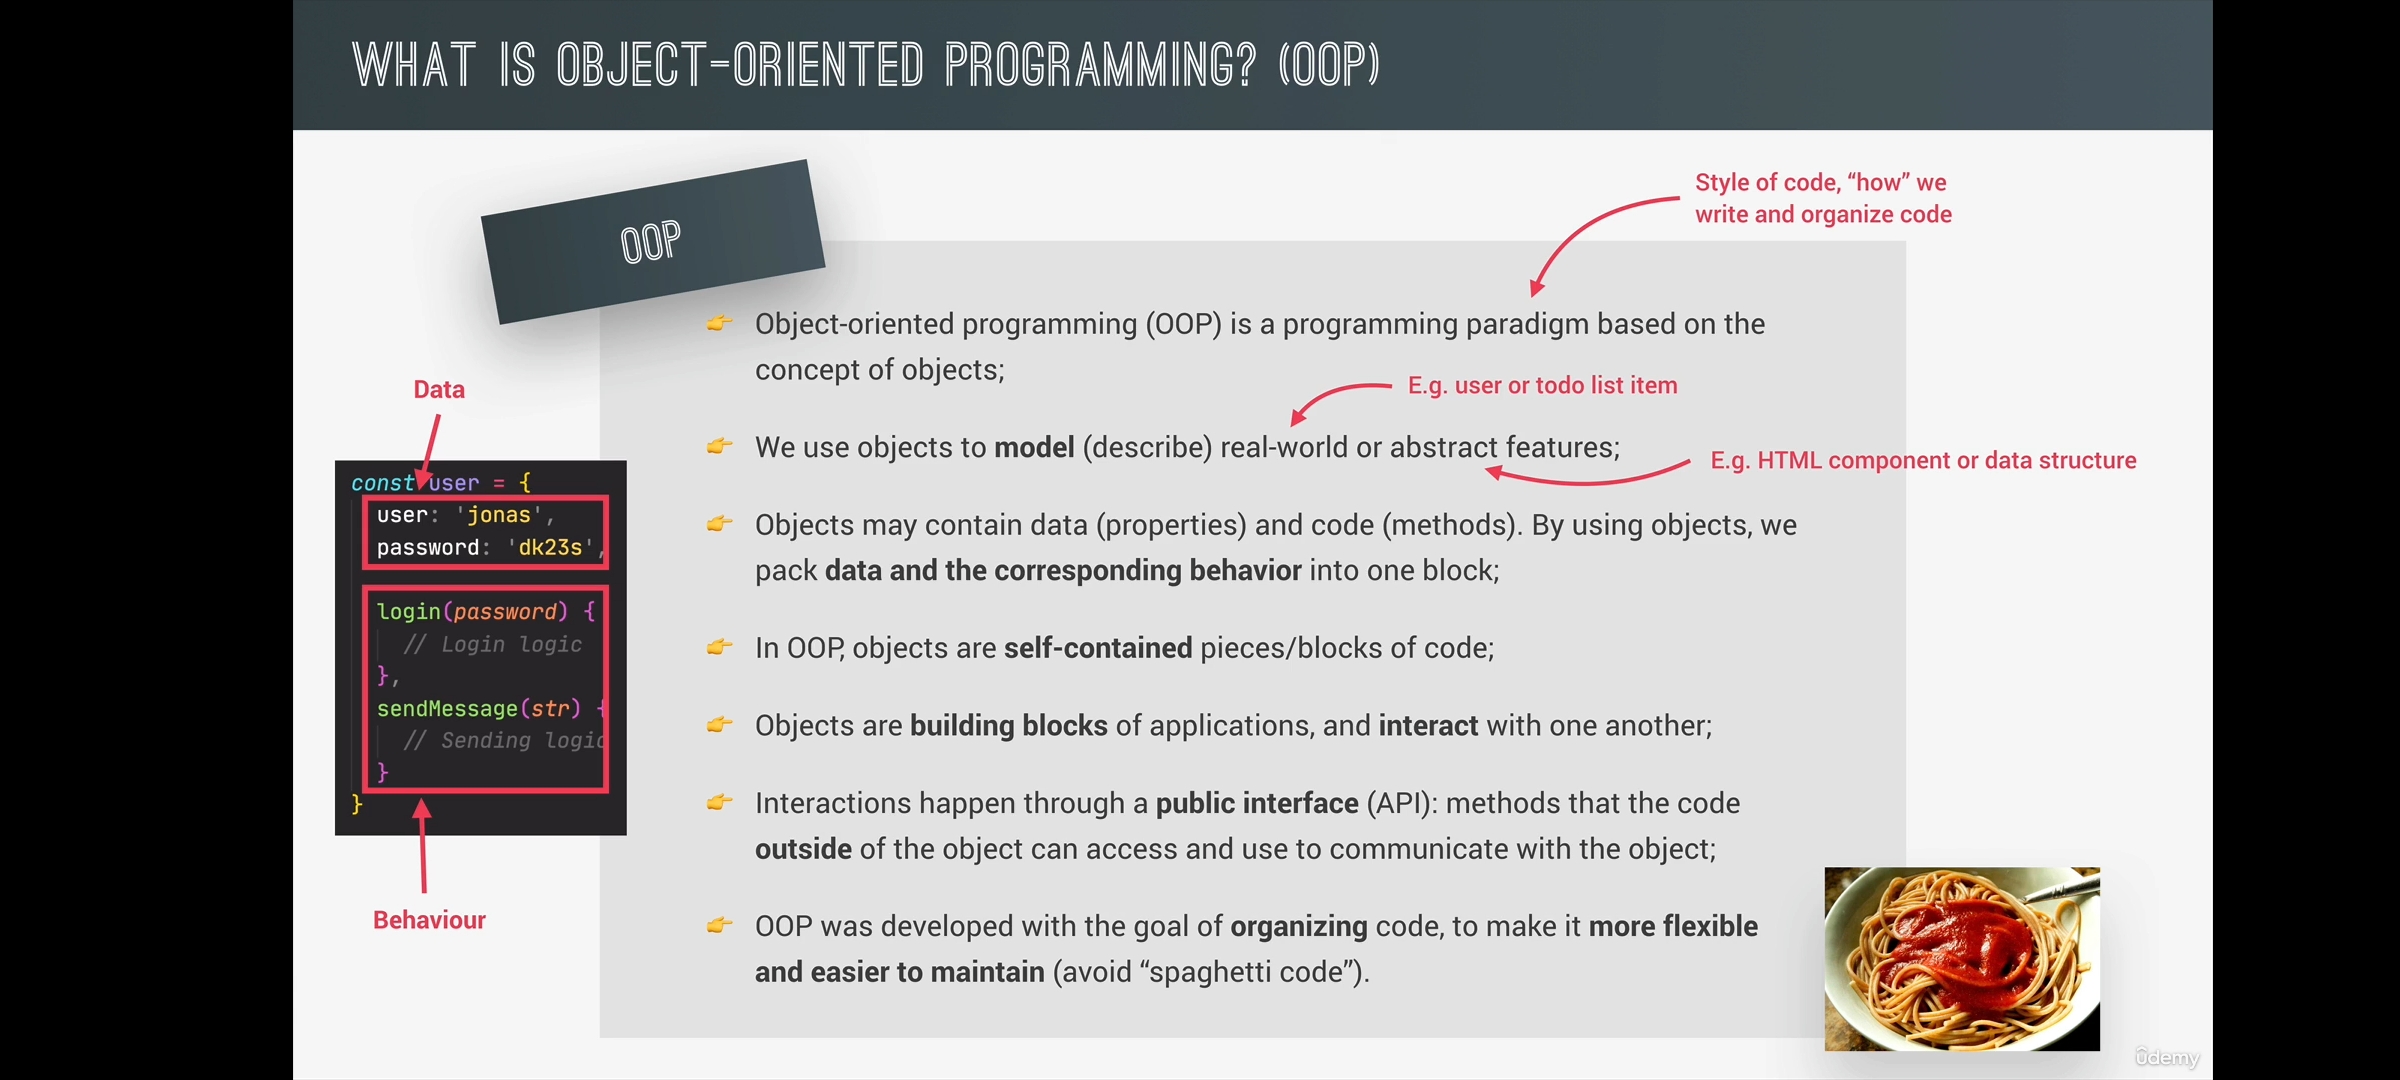 WHAT IS OBJECT-ORIENTED PROGRAMMING? (OOP)
OOP
Style of code, “how” we
write and organize code
Object-oriented programming (OOP) is a programming paradigm based on the
concept of objects;
E.g. user or todo list item
We use objects to model (describe) real-world or abstract features;
E.g. HTML component or data structure
Objects may contain data (properties) and code (methods). By using objects, we
pack data and the corresponding behavior into one block;
In OOP, objects are self-contained pieces/blocks of code;
Objects are building blocks of applications, and interact with one another;
Interactions happen through a public interface (API): methods that the code
outside of the object can access and use to communicate with the object;
OOP was developed with the goal of organizing code, to make it more flexible
and easier to maintain (avoid “spaghetti code”).
Data
const user = {
user: 'jonas',
password: 'dk23s',
login(password) {
// Login logic
},
sendMessage(str) {
// Sending logic
}
}
Behaviour
ûdemy